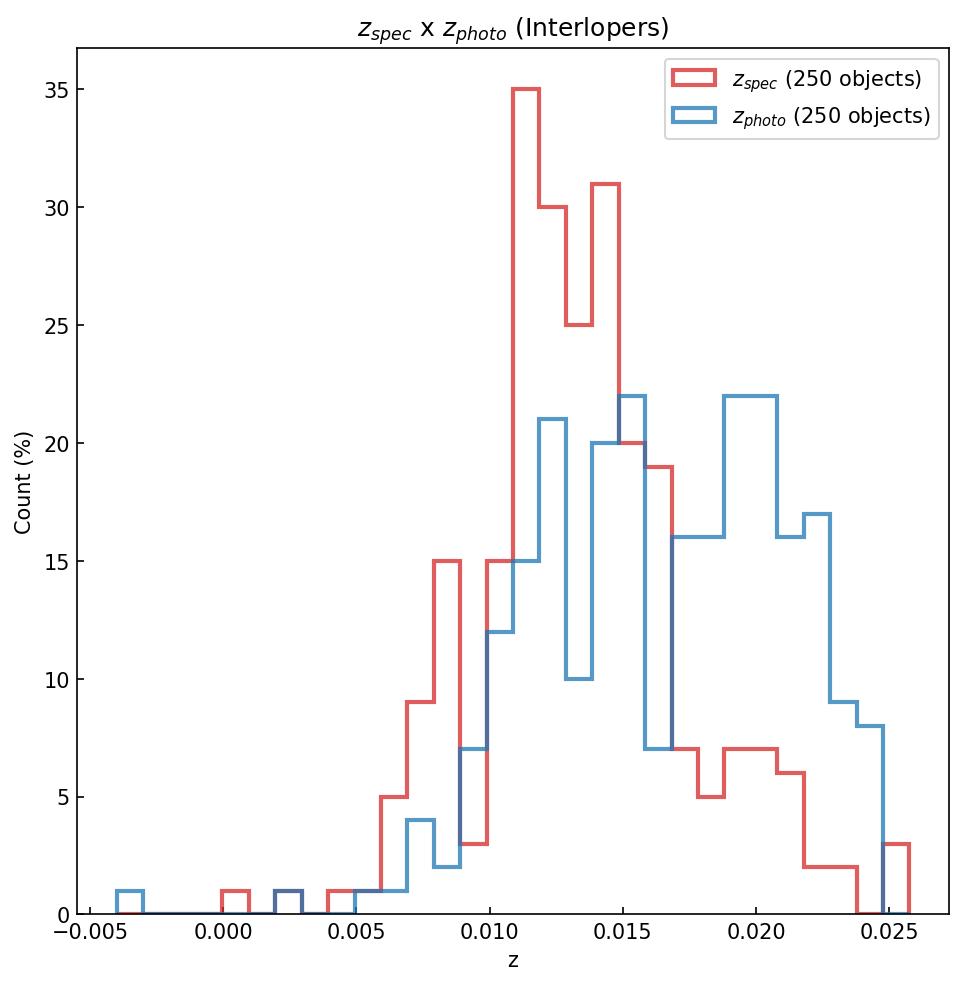 z_spec x z_photo (Interlopers)
z_spec (250 objects)
z_photo (250 objects)
Count (%)
35
30
25
20
15
10
5
0
−0.005 0.000 0.005 0.010 0.015 0.020 0.025
z